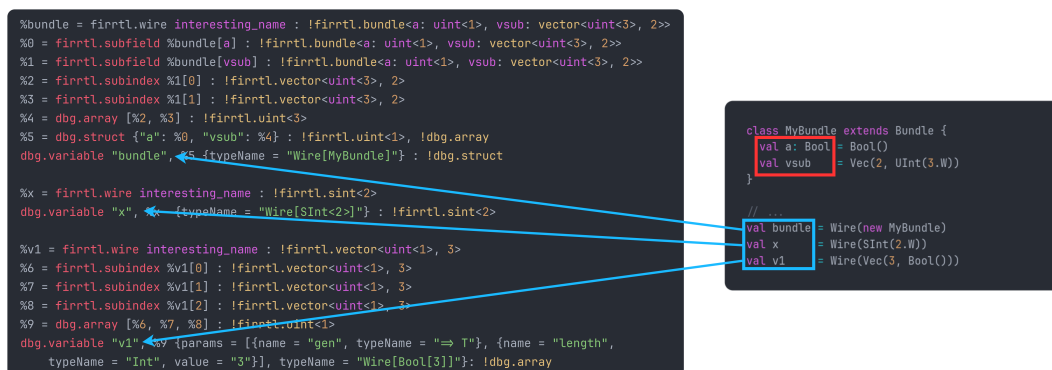 %bundle = firrtl.wire interesting_name : !firrtl.bundle<a: uint<1>, vsub: vector<uint<3>, 2>>
%0 = firrtl.subfield %bundle[a] : !firrtl.bundle<a: uint<1>, vsub: vector<uint<3>, 2>>
%1 = firrtl.subfield %bundle[vsub] : !firrtl.bundle<a: uint<1>, vsub: vector<uint<3>, 2>>
%2 = firrtl.subindex %1[0] : !firrtl.vector<uint<3>, 2>
%3 = firrtl.subindex %1[1] : !firrtl.vector<uint<3>, 2>
%4 = dbg.array [%2, %3] : !firrtl.uint<3>
%5 = dbg.struct {"a": %0, "vsub": %4} : !firrtl.uint<1>, !dbg.array
dbg.variable "bundle", %5 {typeName = "Wire[MyBundle]"} : !dbg.struct
%x = firrtl.wire interesting_name : !firrtl.sint<2>
dbg.variable "x", %x {typeName = "Wire[SInt<2>]"} : !firrtl.sint<2>
%v1 = firrtl.wire interesting_name : !firrtl.vector<uint<1>, 3>
%6 = firrtl.subindex %v1[0] : !firrtl.vector<uint<1>, 3>
%7 = firrtl.subindex %v1[1] : !firrtl.vector<uint<1>, 3>
%8 = firrtl.subindex %v1[2] : !firrtl.vector<uint<1>, 3>
%9 = dbg.array [%6, %7, %8] : !firrtl.uint<1>
dbg.variable "v1", %9 {params = [{name = "gen", typeName = "⇒ T"}, {name = "length",
typeName = "Int", value = "3"}], typeName = "Wire[Bool[3]]"}: !dbg.array
class MyBundle extends Bundle {
val a: Bool = Bool()
val vsub = Vec(2, UInt(3.W))
}
// ...
val bundle = Wire(new MyBundle)
val x = Wire(SInt(2.W))
val v1 = Wire(Vec(3, Bool()))